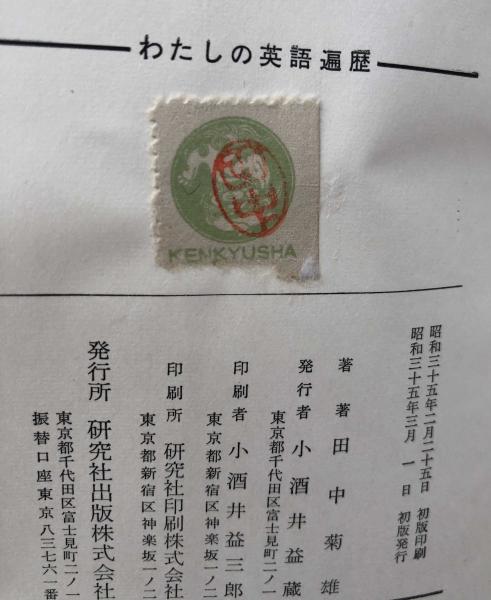 わたしの英語遍歴
KENKYUSHA
昭和三十五年二月二十五日 初版印刷
昭和三十五年三月 一 日 初版発行
著 著 田 中 菊 雄
発行者 小 酒 井 益 蔵
東京都千代田区富士見町二ノ一
印刷者 小 酒 井 益 三 郎
東京都新宿区神楽坂一ノ二
印刷所 研究社印刷株式会社
東京都新宿区神楽坂一ノ二
発行所 研究社出版株式会社
東京都千代田区富士見町二ノ一
振替口座東京八三七六一番